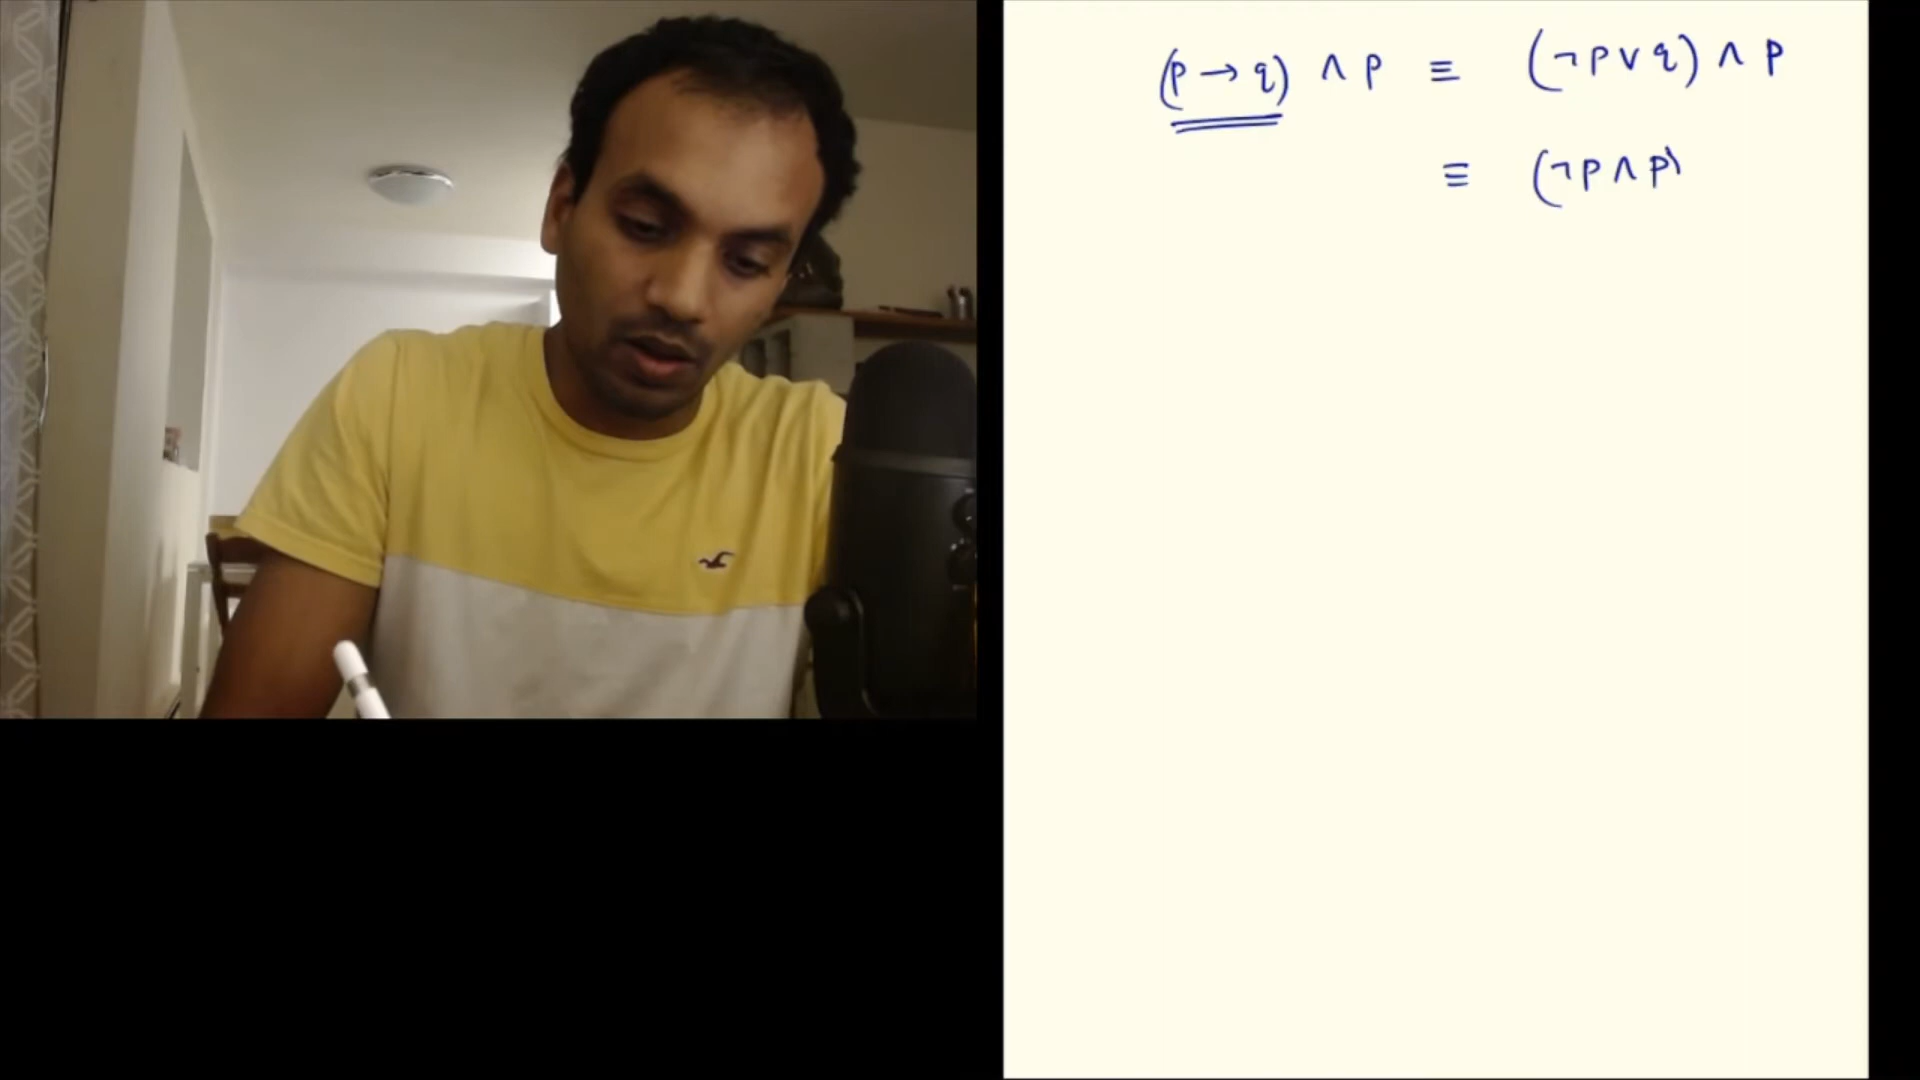 (p → q) ∧ p ≡ (¬p ∨ q) ∧ p
≡ (¬p ∧ p)